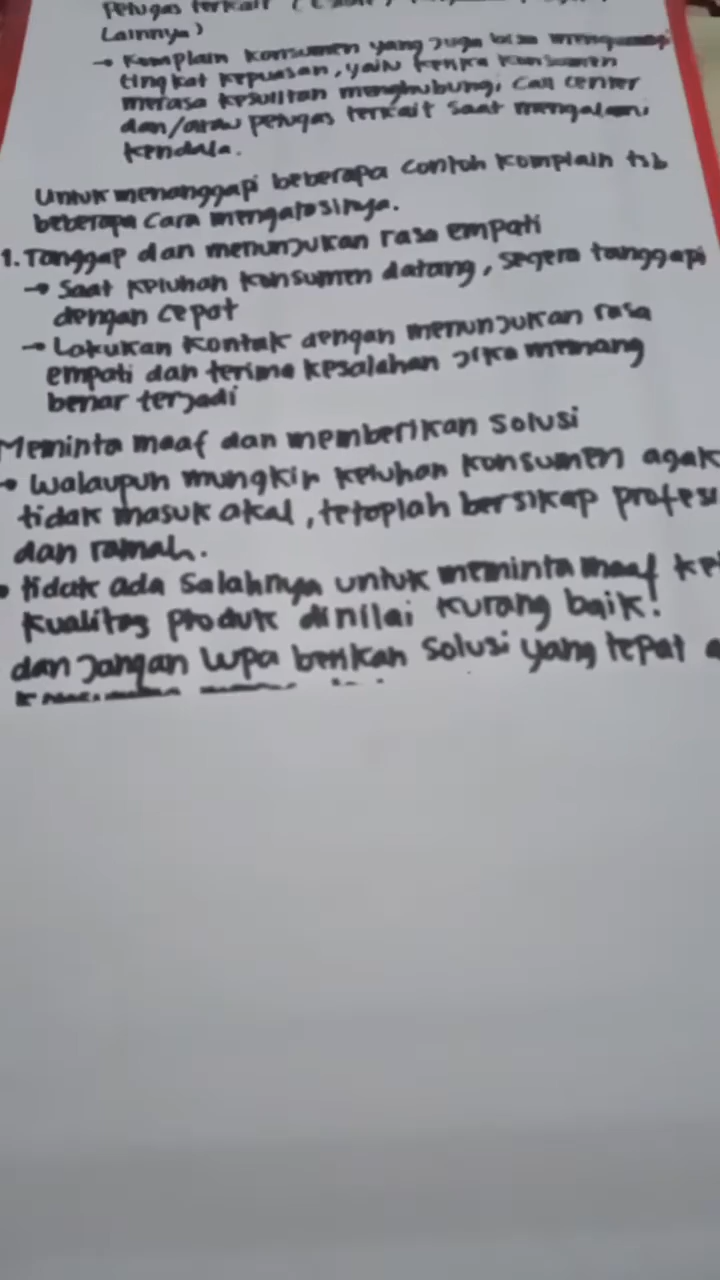 Petugas terkait (
Lainnya)
→ Komplain konsumen yang juga bisa
tingkat kepuasan, yaitu ketika konsumen
merasa kesulitan menghubungi call center
dan/atau petugas terkait saat mengalami
kendala.
Untuk menanggapi beberapa contoh komplain tsb
beberapa cara mengatasinya.
1. Tanggap dan menunjukan rasa empati
→ Saat keluhan konsumen datang, segera tanggapi
dengan cepat
→ Lakukan kontak dengan menunjukan rasa
empati dan terima kesalahan jika memang
benar terjadi
Meminta maaf dan memberikan solusi
• Walaupun mungkin keluhan konsumen agak
tidak masuk akal, tetaplah bersikap profesi
dan ramah.
• tidak ada salahnya untuk meminta maaf
kualitas produk dinilai kurang baik!
dan jangan lupa berikan solusi yang tepat